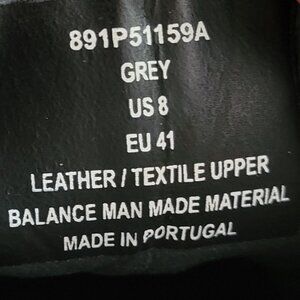 891P51159A
GREY
US 8
EU 41
LEATHER / TEXTILE UPPER
BALANCE MAN MADE MATERIAL
MADE IN PORTUGAL